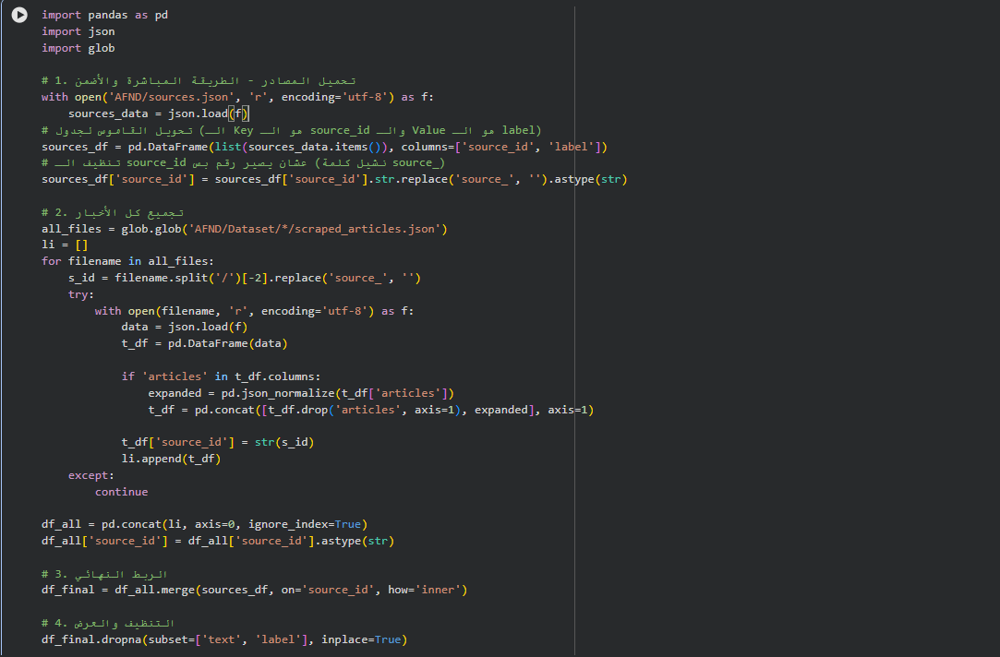 import pandas as pd
import json
import glob
# 1. تحميل المصادر - الطريقة المباشرة والأضمن
with open('AFND/sources.json', 'r', encoding='utf-8') as f:
    sources_data = json.load(f)
# تحويل القاموس لجدول (الـ Key هو الـ source_id والـ Value هو الـ label)
sources_df = pd.DataFrame(list(sources_data.items()), columns=['source_id', 'label'])
# تنظيف الـ source_id عشان يصير رقم بس (نشيل كلمة source_)
sources_df['source_id'] = sources_df['source_id'].str.replace('source_', '').astype(str)
# 2. تجميع كل الأخبار
all_files = glob.glob('AFND/Dataset/*/scraped_articles.json')
li = []
for filename in all_files:
    s_id = filename.split('/')[-2].replace('source_', '')
    try:
        with open(filename, 'r', encoding='utf-8') as f:
            data = json.load(f)
            t_df = pd.DataFrame(data)
            if 'articles' in t_df.columns:
                expanded = pd.json_normalize(t_df['articles'])
                t_df = pd.concat([t_df.drop('articles', axis=1), expanded], axis=1)
            t_df['source_id'] = str(s_id)
            li.append(t_df)
    except:
        continue
df_all = pd.concat(li, axis=0, ignore_index=True)
df_all['source_id'] = df_all['source_id'].astype(str)
# 3. الربط النهائي
df_final = df_all.merge(sources_df, on='source_id', how='inner')
# 4. التنظيف والعرض
df_final.dropna(subset=['text', 'label'], inplace=True)